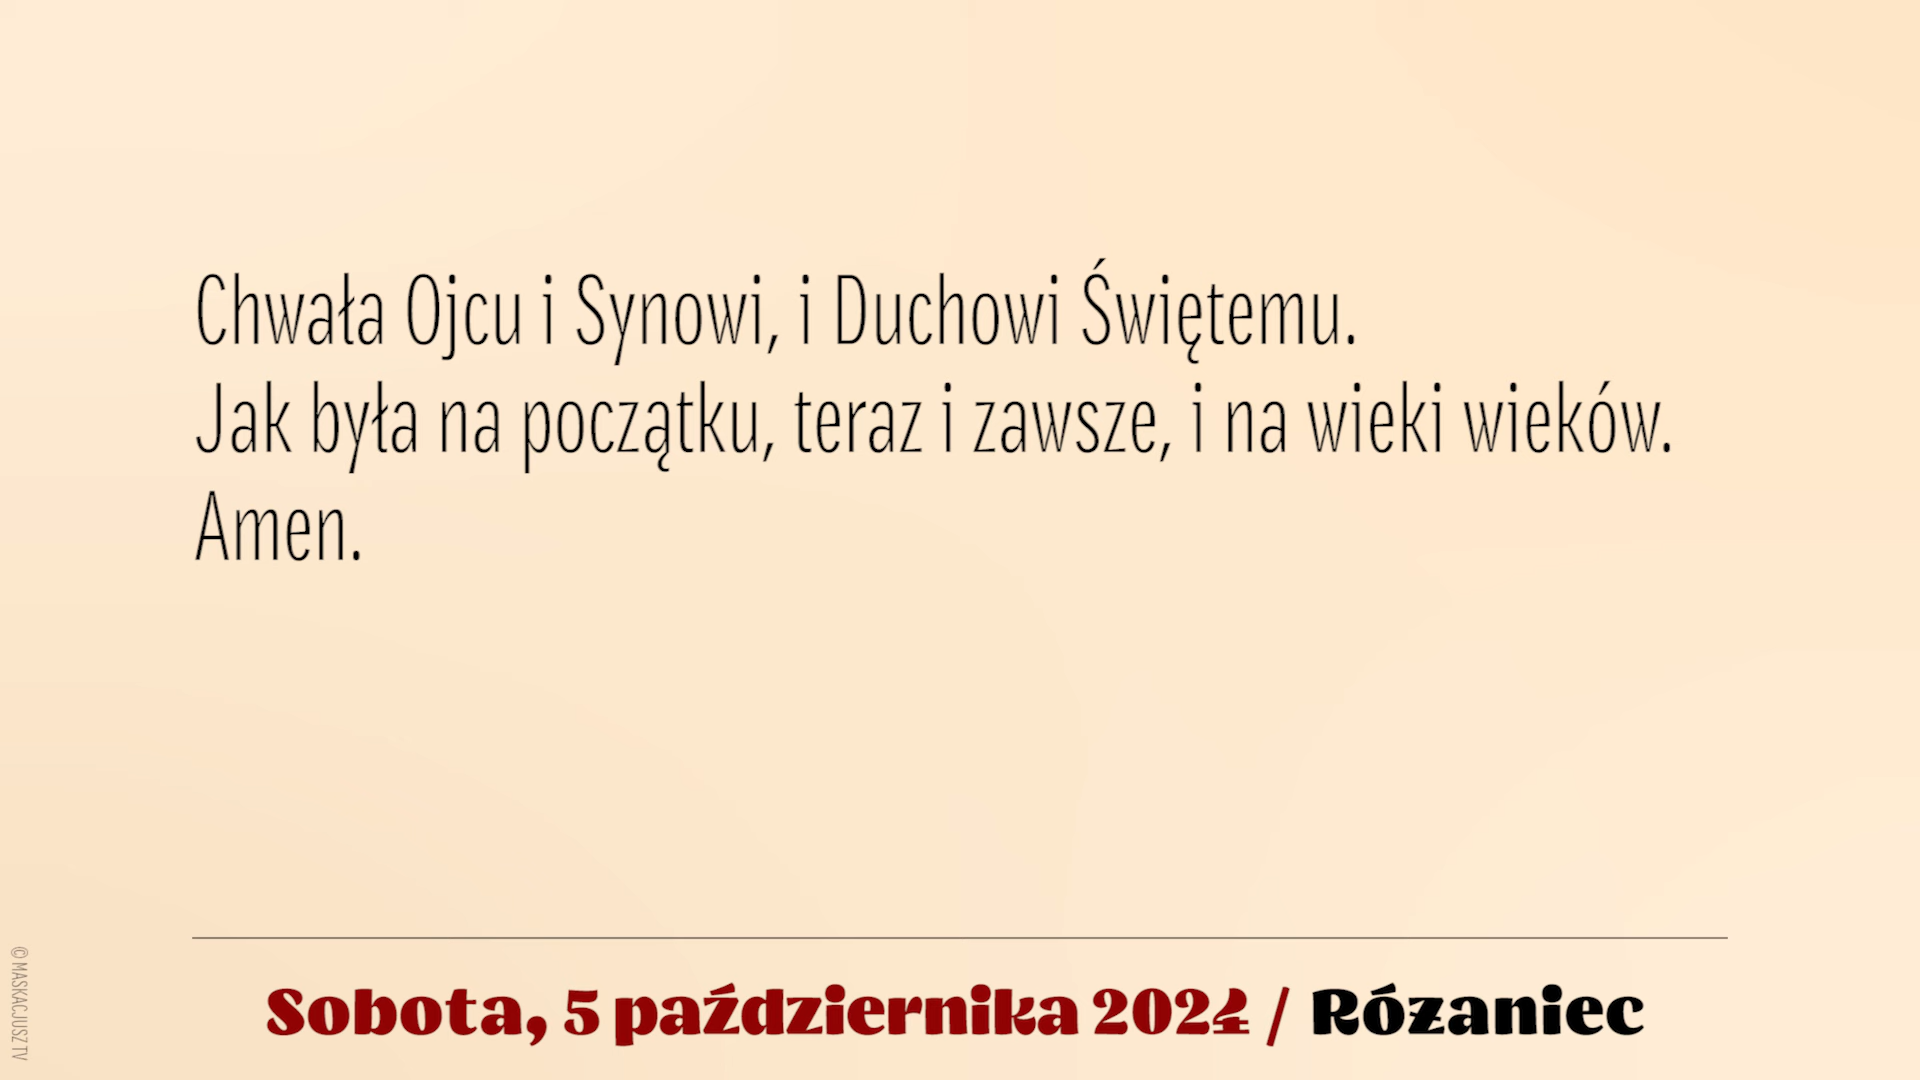 Chwała Ojcu i Synowi, i Duchowi Świętemu.
Jak była na początku, teraz i zawsze, i na wieki wieków.
Amen.
Sobota, 5 października 2024 / Różaniec
© MASKACJUSZ TV